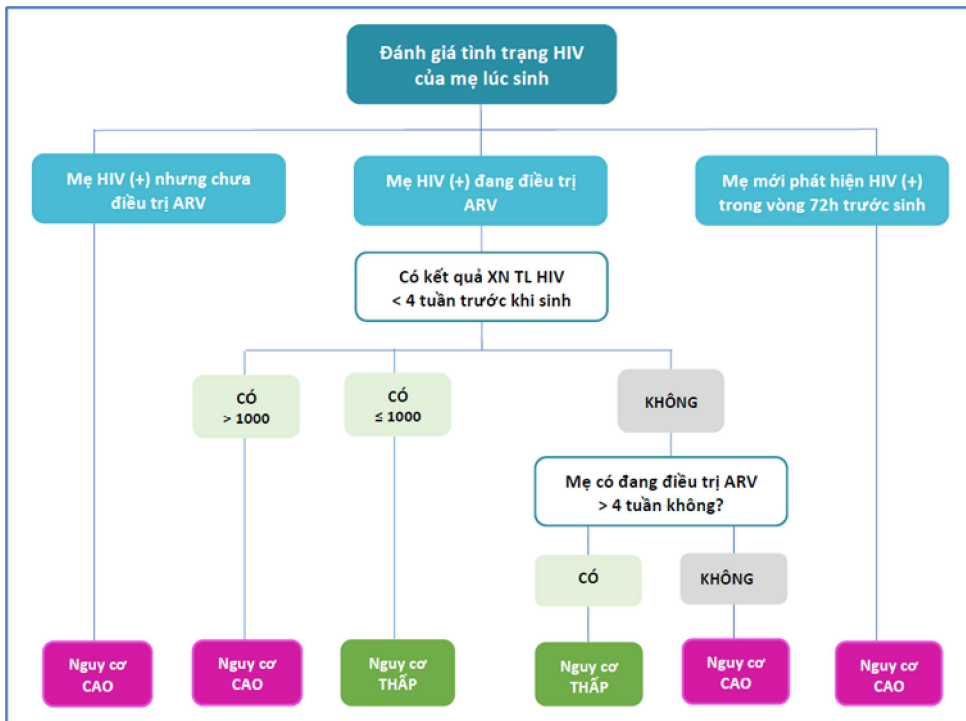 Đánh giá tình trạng HIV
của mẹ lúc sinh
Mẹ HIV (+) nhưng chưa
điều trị ARV
Mẹ HIV (+) đang điều trị
ARV
Mẹ mới phát hiện HIV (+)
trong vòng 72h trước sinh
Có kết quả XN TL HIV
< 4 tuần trước khi sinh
CÓ
> 1000
CÓ
≤ 1000
KHÔNG
Mẹ có đang điều trị ARV
> 4 tuần không?
CÓ
KHÔNG
Nguy cơ
CAO
Nguy cơ
CAO
Nguy cơ
THẤP
Nguy cơ
THẤP
Nguy cơ
CAO
Nguy cơ
CAO